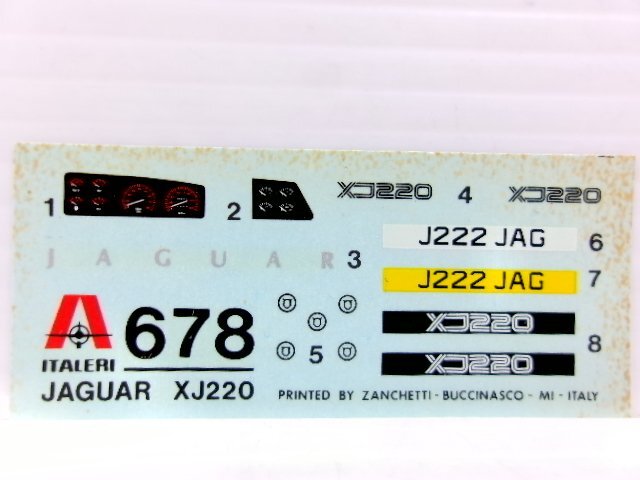 1
2
XJ220 4 XJ220
J222 JAG 6
JAGUAR 3
J222 JAG 7
ITALERI 678
5
XJ220
XJ220
8
JAGUAR XJ220
PRINTED BY ZANCHETTI - BUCCINASCO - MI - ITALY